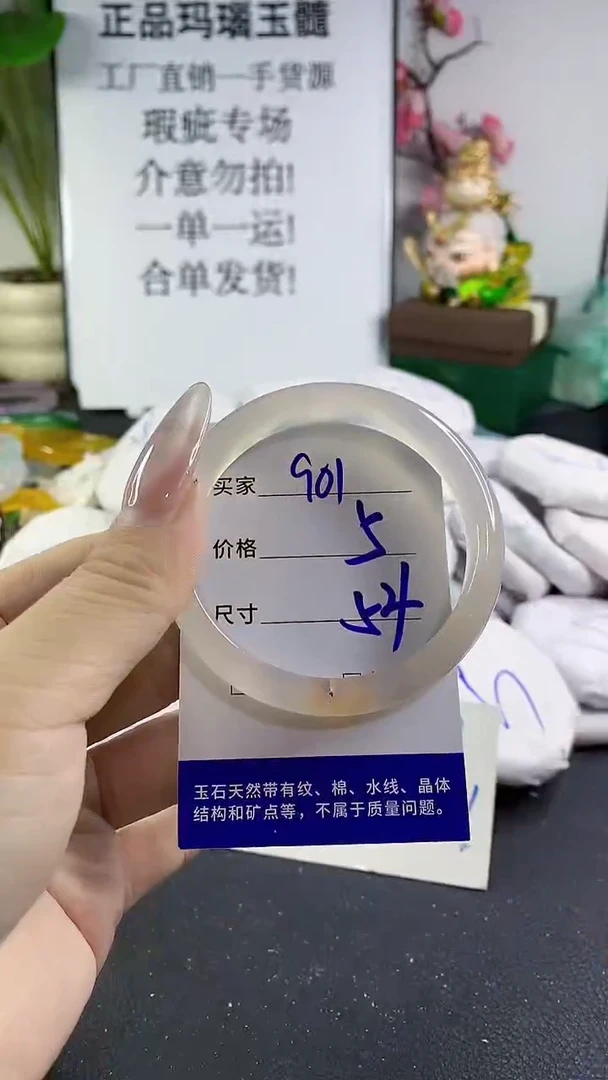 正品玛瑙玉髓
工厂直销一手货源
瑕疵专场
介意勿拍!
一单一运!
合单发货!
买家 901
价格 5
尺寸 54
玉石天然带有纹、棉、水线、晶体
结构和矿点等，不属于质量问题。